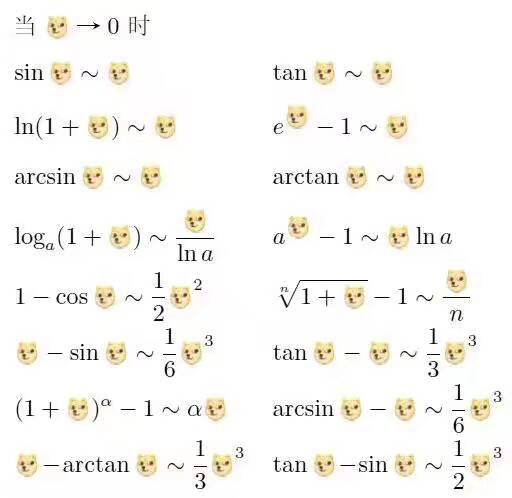 当 🐶 → 0 时
sin 🐶 ~ 🐶 tan 🐶 ~ 🐶
ln(1 + 🐶) ~ 🐶 e^🐶 − 1 ~ 🐶
arcsin 🐶 ~ 🐶 arctan 🐶 ~ 🐶
logₐ(1 + 🐶) ~ 🐶/ln a a^🐶 − 1 ~ 🐶 ln a
1 − cos 🐶 ~ 1/2 🐶² ⁿ√(1 + 🐶) − 1 ~ 🐶/n
🐶 − sin 🐶 ~ 1/6 🐶³ tan 🐶 − 🐶 ~ 1/3 🐶³
(1 + 🐶)^α − 1 ~ α🐶 arcsin 🐶 − 🐶 ~ 1/6 🐶³
🐶 − arctan 🐶 ~ 1/3 🐶³ tan 🐶 − sin 🐶 ~ 1/2 🐶³